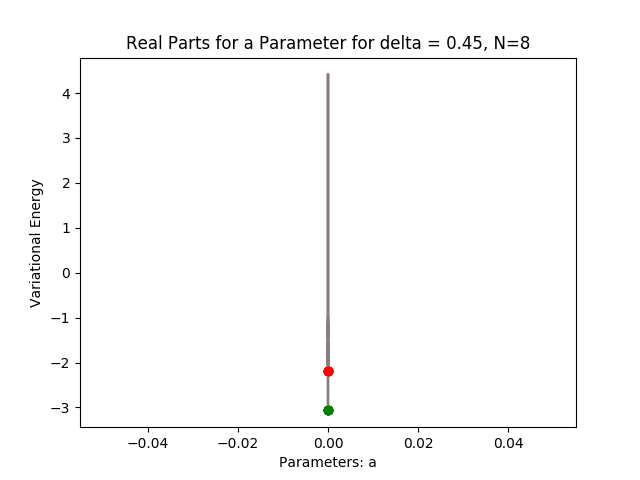 Real Parts for a Parameter for delta = 0.45, N=8
Variational Energy
4
3
2
1
0
−1
−2
−3
−0.04 −0.02 0.00 0.02 0.04
Parameters: a